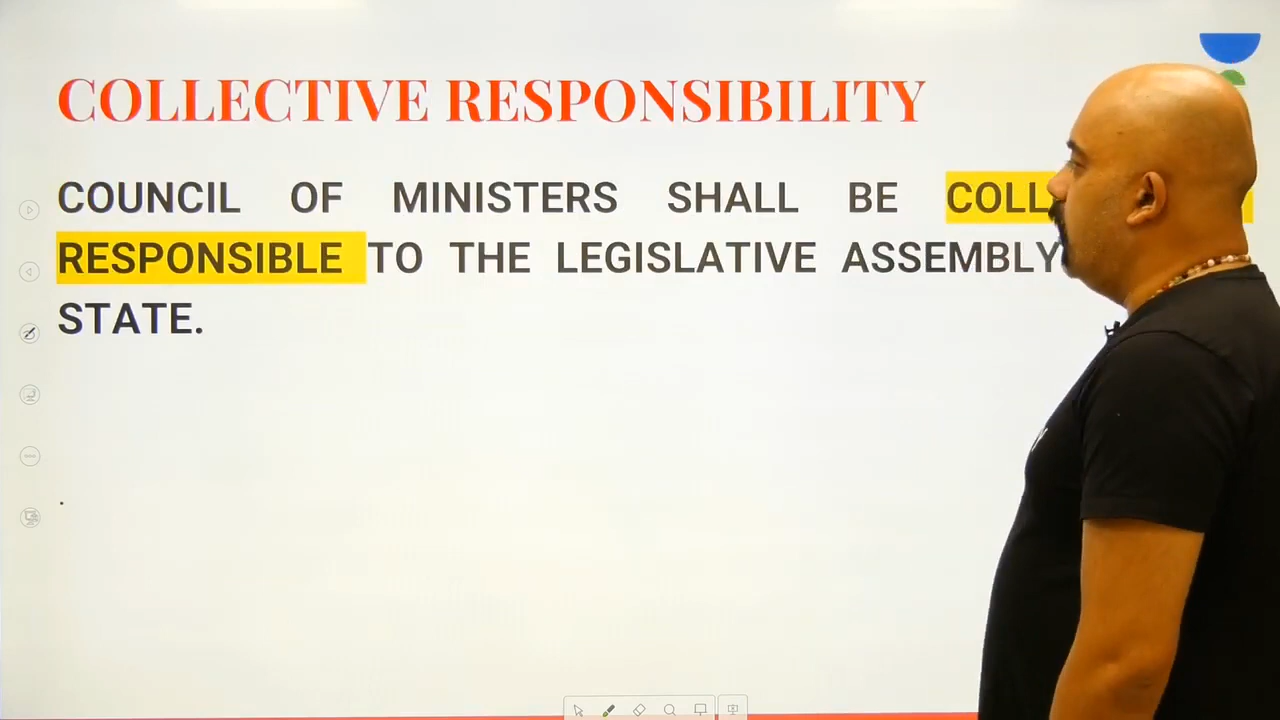 COLLECTIVE RESPONSIBILITY
COUNCIL OF MINISTERS SHALL BE
RESPONSIBLE TO THE LEGISLATIVE ASSEMBLY
STATE.